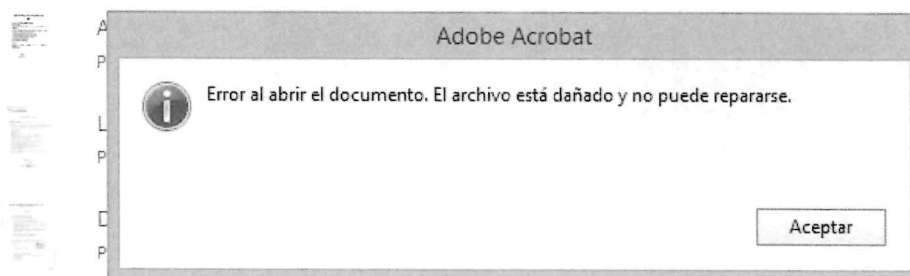 Adobe Acrobat
Error al abrir el documento. El archivo está dañado y no puede repararse.
Aceptar
A
P
L
P
D
P